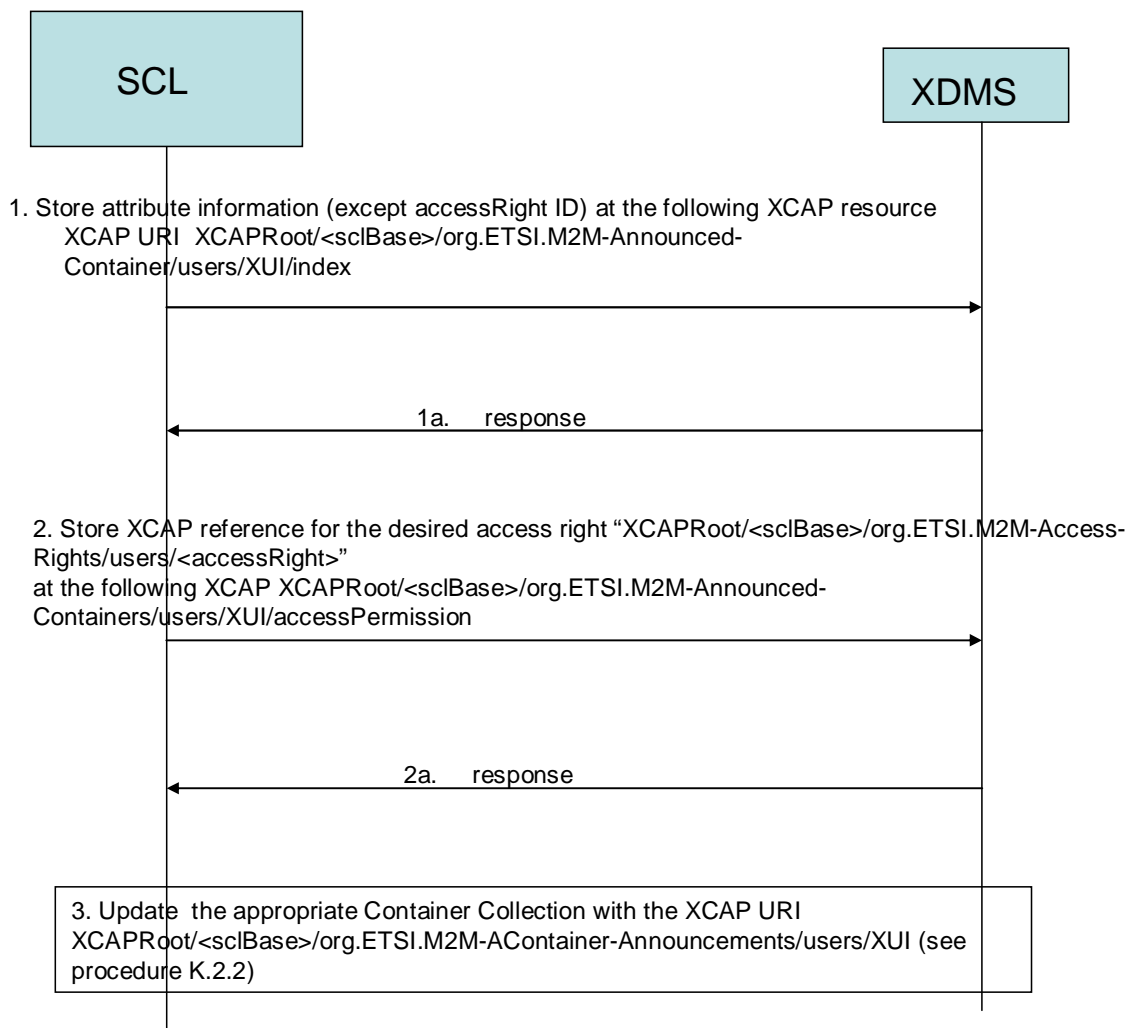 SCL
XDMS
1. Store attribute information (except accessRight ID) at the following XCAP resource
XCAP URI XCAPRoot/<sclBase>/org.ETSI.M2M-Announced-
Container/users/XUI/index
1a. response
2. Store XCAP reference for the desired access right “XCAPRoot/<sclBase>/org.ETSI.M2M-Access-
Rights/users/<accessRight>”
at the following XCAP XCAPRoot/<sclBase>/org.ETSI.M2M-Announced-
Containers/users/XUI/accessPermission
2a. response
3. Update the appropriate Container Collection with the XCAP URI
XCAPRoot/<sclBase>/org.ETSI.M2M-AContainer-Announcements/users/XUI (see
procedure K.2.2)